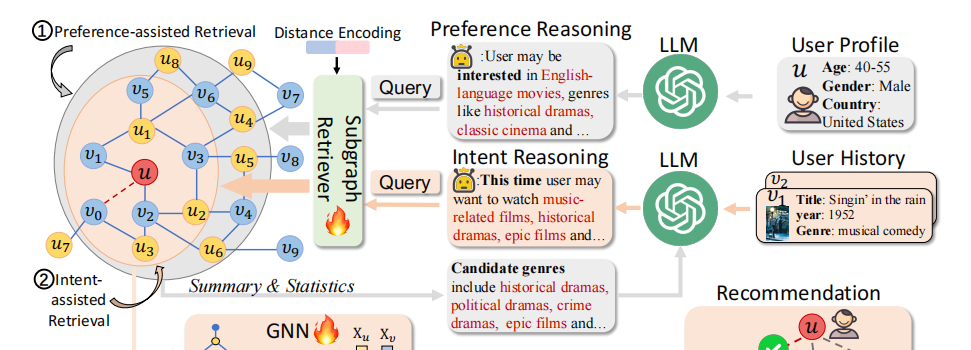 ① Preference-assisted Retrieval
Distance Encoding
Preference Reasoning
:User may be
interested in English-
language movies, genres
like historical dramas,
classic cinema and ...
Query
LLM
User Profile
u
Age: 40-55
Gender: Male
Country:
United States
Subgraph
Retriever
Intent Reasoning
:This time user may
want to watch music-
related films, historical
dramas, epic films and…
Query
LLM
User History
v2
v1
Title: Singin’ in the rain
year: 1952
Genre: musical comedy
u8
u9
v5
v6
v7
u4
u1
v1
v3
u5
v8
u
v0
v2
u2
v4
u7
u3
u6
v9
② Intent-
assisted
Retrieval
Summary & Statistics
Candidate genres
include historical dramas,
political dramas, crime
dramas, epic films and…
GNN
Xu Xv
Recommendation
u